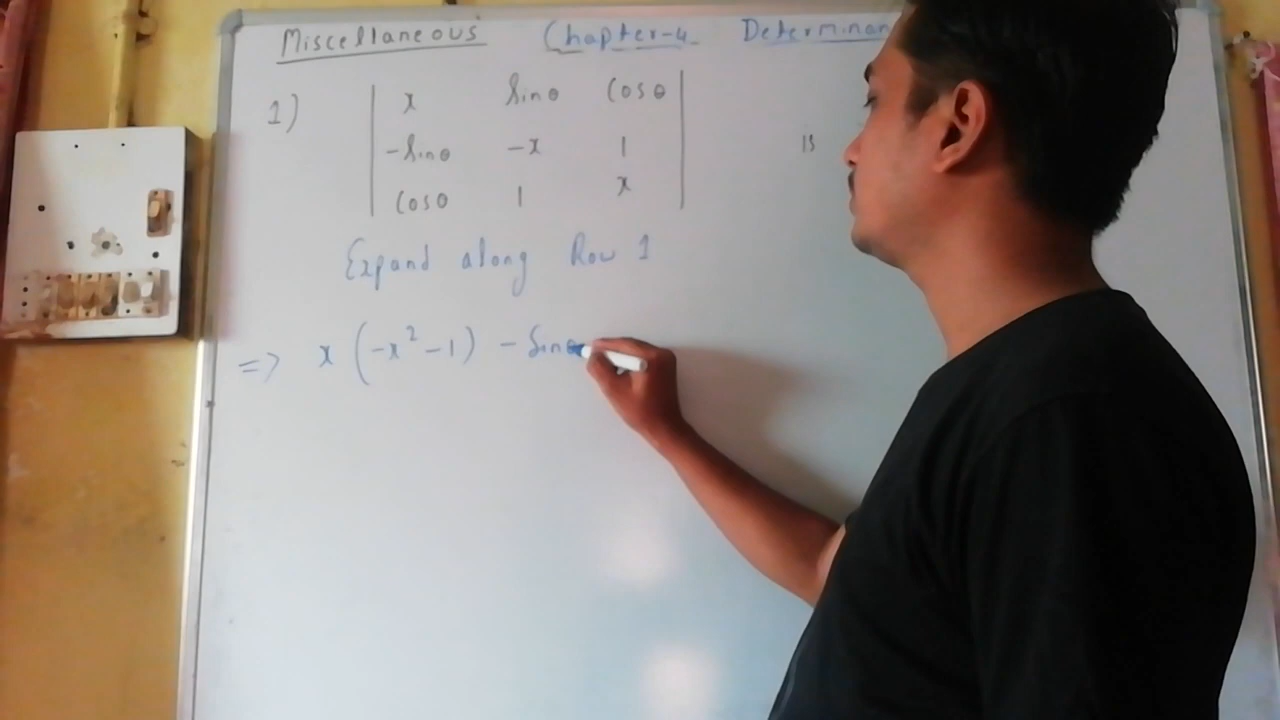 Miscellaneous Chapter-4 Determinan
1) x Sinθ Cosθ is
-Sinθ -x 1
Cosθ 1 x
Expand along Row 1
=> x (-x² -1) - Sinθ